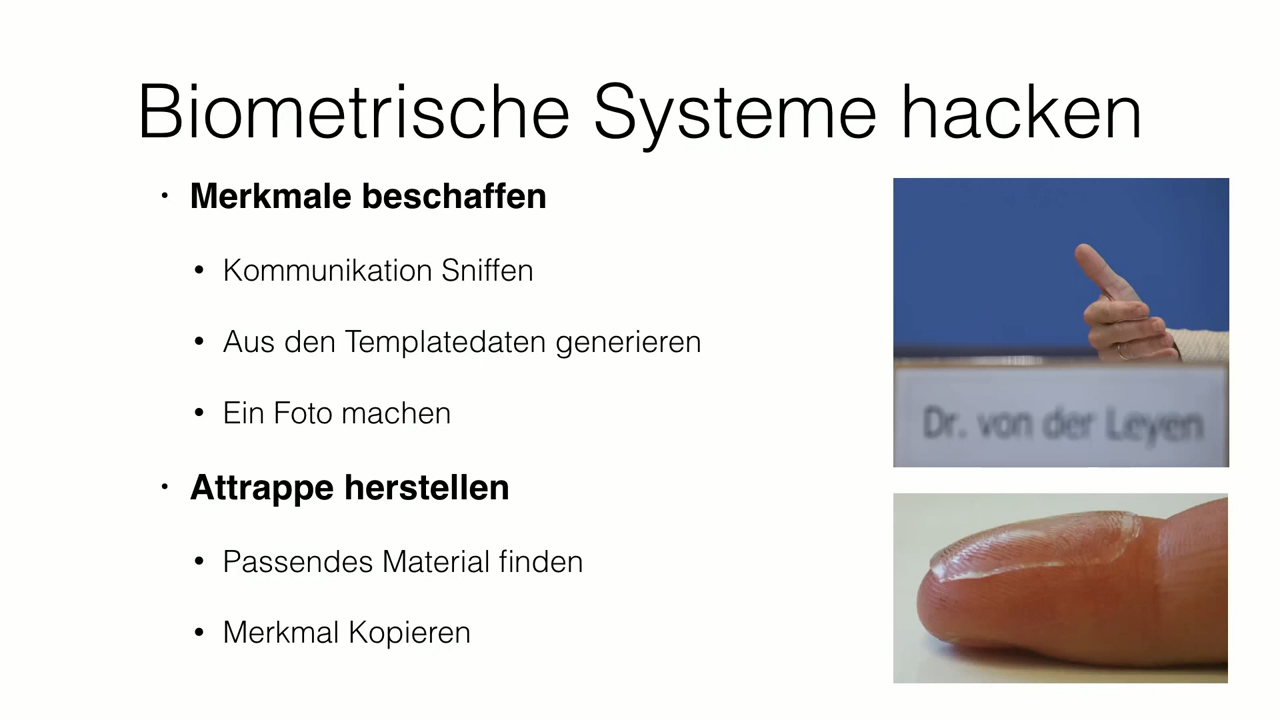 Biometrische Systeme hacken
Merkmale beschaffen
Kommunikation Sniffen
Aus den Templatedaten generieren
Ein Foto machen
Attrappe herstellen
Passendes Material finden
Merkmal Kopieren
Dr. von der Leyen